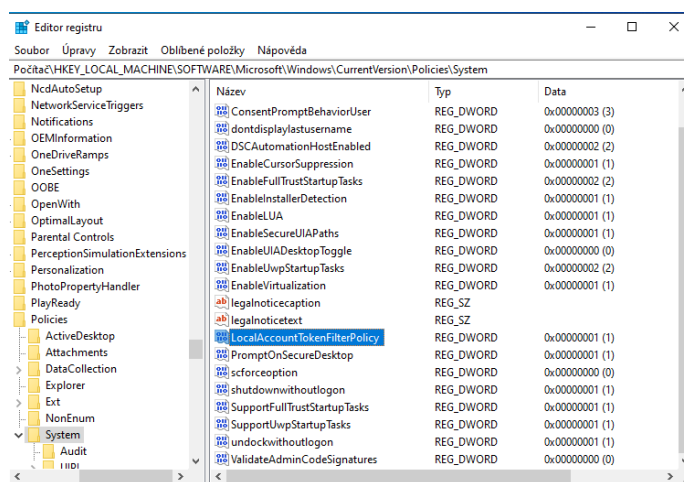 Editor registru
Soubor Úpravy Zobrazit Oblíbené položky Nápověda
Počítač\HKEY_LOCAL_MACHINE\SOFTWARE\Microsoft\Windows\CurrentVersion\Policies\System
NcdAutoSetup
NetworkServiceTriggers
Notifications
OEMInformation
OneDriveRamps
OneSettings
OOBE
OpenWith
OptimalLayout
Parental Controls
PerceptionSimulationExtensions
Personalization
PhotoPropertyHandler
PlayReady
Policies
ActiveDesktop
Attachments
DataCollection
Explorer
Ext
NonEnum
System
Audit
UIPI
Název Typ Data
ConsentPromptBehaviorUser REG_DWORD 0x00000003 (3)
dontdisplaylastusername REG_DWORD 0x00000000 (0)
DSCAutomationHostEnabled REG_DWORD 0x00000002 (2)
EnableCursorSuppression REG_DWORD 0x00000001 (1)
EnableFullTrustStartupTasks REG_DWORD 0x00000002 (2)
EnableInstallerDetection REG_DWORD 0x00000001 (1)
EnableLUA REG_DWORD 0x00000001 (1)
EnableSecureUIAPaths REG_DWORD 0x00000001 (1)
EnableUIADesktopToggle REG_DWORD 0x00000000 (0)
EnableUwpStartupTasks REG_DWORD 0x00000002 (2)
EnableVirtualization REG_DWORD 0x00000001 (1)
legalnoticecaption REG_SZ
legalnoticetext REG_SZ
LocalAccountTokenFilterPolicy REG_DWORD 0x00000001 (1)
PromptOnSecureDesktop REG_DWORD 0x00000001 (1)
scforceoption REG_DWORD 0x00000000 (0)
shutdownwithoutlogon REG_DWORD 0x00000001 (1)
SupportFullTrustStartupTasks REG_DWORD 0x00000001 (1)
SupportUwpStartupTasks REG_DWORD 0x00000001 (1)
undockwithoutlogon REG_DWORD 0x00000001 (1)
ValidateAdminCodeSignatures REG_DWORD 0x00000000 (0)